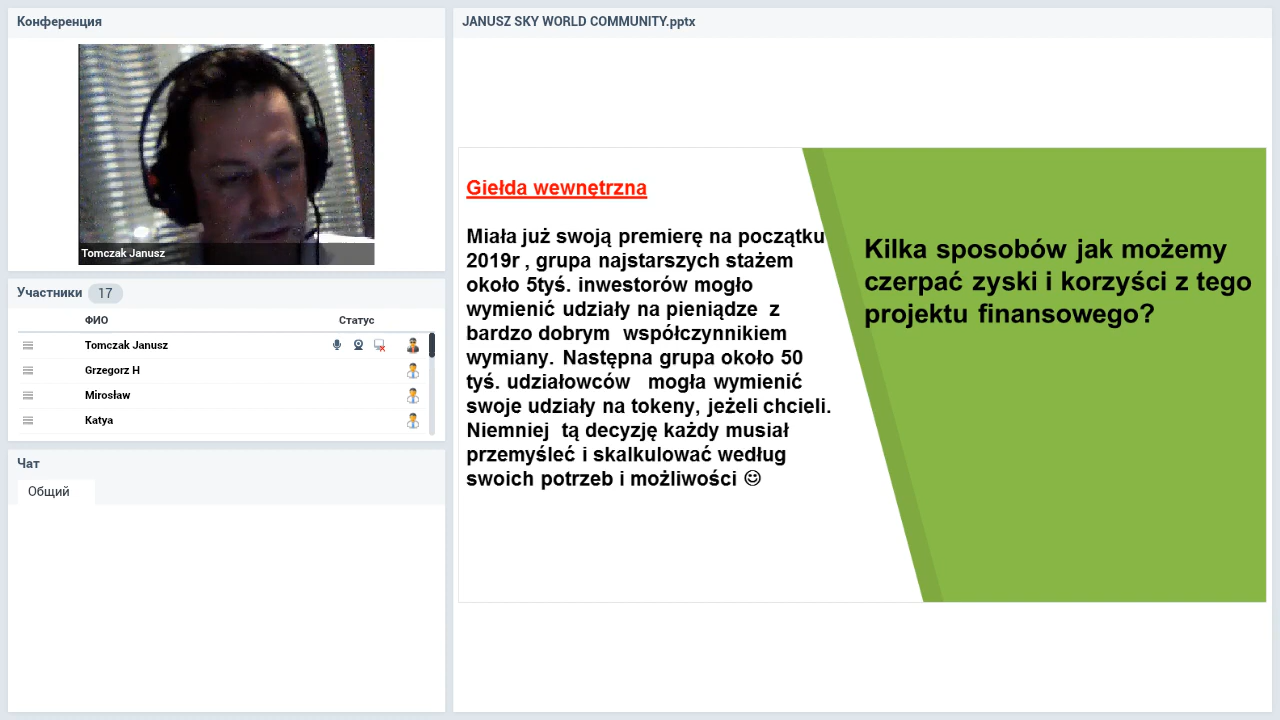 Конференция
Tomczak Janusz
Участники 17
ФИО Статус
Tomczak Janusz
Grzegorz H
Mirosław
Katya
Чат
Общий
JANUSZ SKY WORLD COMMUNITY.pptx
Giełda wewnętrzna
Miała już swoją premierę na początku
2019r , grupa najstarszych stażem
około 5tyś. inwestorów mogło
wymienić udziały na pieniądze z
bardzo dobrym współczynnikiem
wymiany. Następna grupa około 50
tyś. udziałowców mogła wymienić
swoje udziały na tokeny, jeżeli chcieli.
Niemniej tą decyzję każdy musiał
przemyśleć i skalkulować według
swoich potrzeb i możliwości ☺
Kilka sposobów jak możemy
czerpać zyski i korzyści z tego
projektu finansowego?